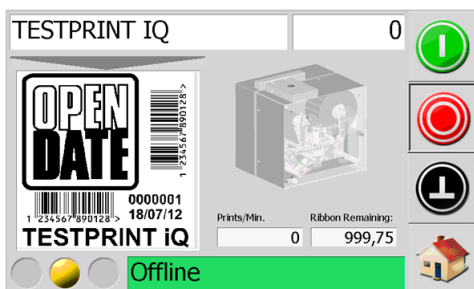 TESTPRINT IQ
0
OPEN
DATE
1 234567 890128 >
1 234567 890128 >
0000001
18/07/12
TESTPRINT iQ
Prints/Min.
0
Ribbon Remaining:
999,75
Offline